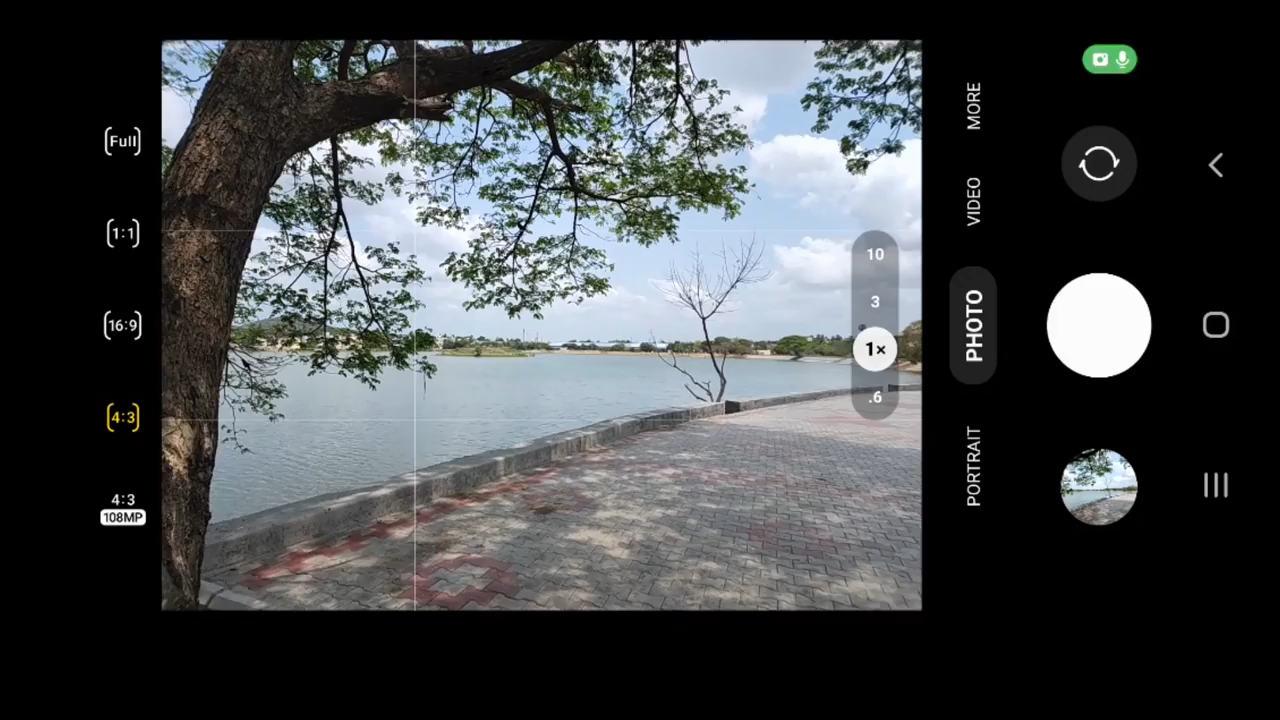 [Full]
[1:1]
[16:9]
[4:3]
4:3
108MP
10
3
1×
.6
MORE
VIDEO
PHOTO
PORTRAIT